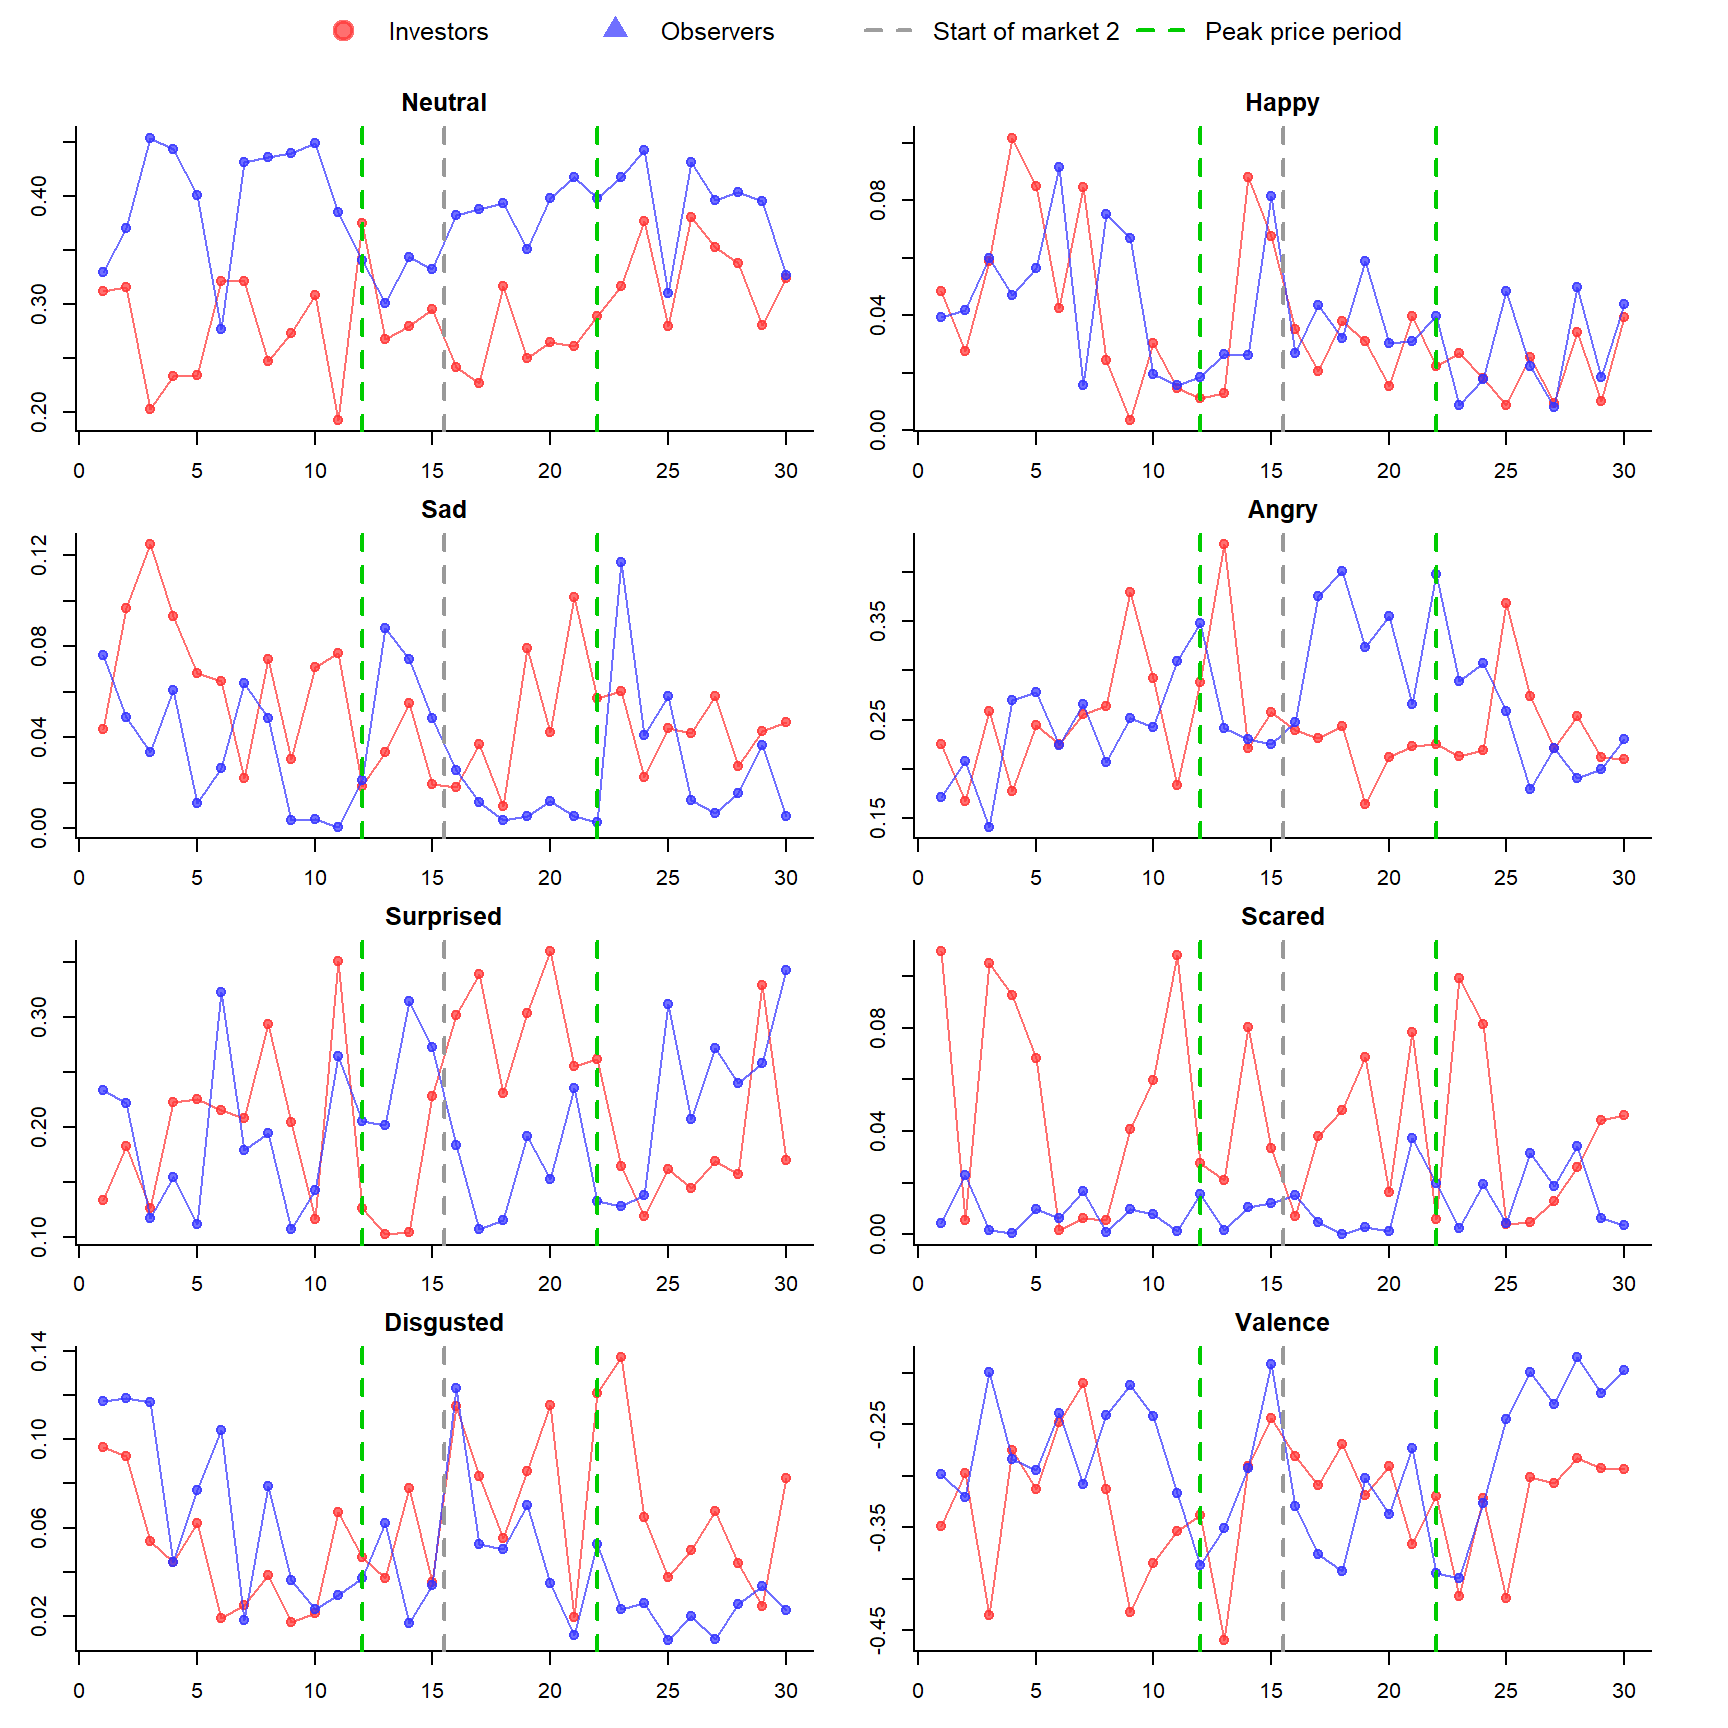 Investors Observers Start of market 2 Peak price period
Neutral Happy
0.20 0.30 0.40
0 5 10 15 20 25 30
0.00 0.04 0.08
0 5 10 15 20 25 30
Sad Angry
0.00 0.04 0.08 0.12
0 5 10 15 20 25 30
0.15 0.25 0.35
0 5 10 15 20 25 30
Surprised Scared
0.10 0.20 0.30
0 5 10 15 20 25 30
0.00 0.04 0.08
0 5 10 15 20 25 30
Disgusted Valence
0.02 0.06 0.10 0.14
0 5 10 15 20 25 30
-0.45 -0.35 -0.25
0 5 10 15 20 25 30